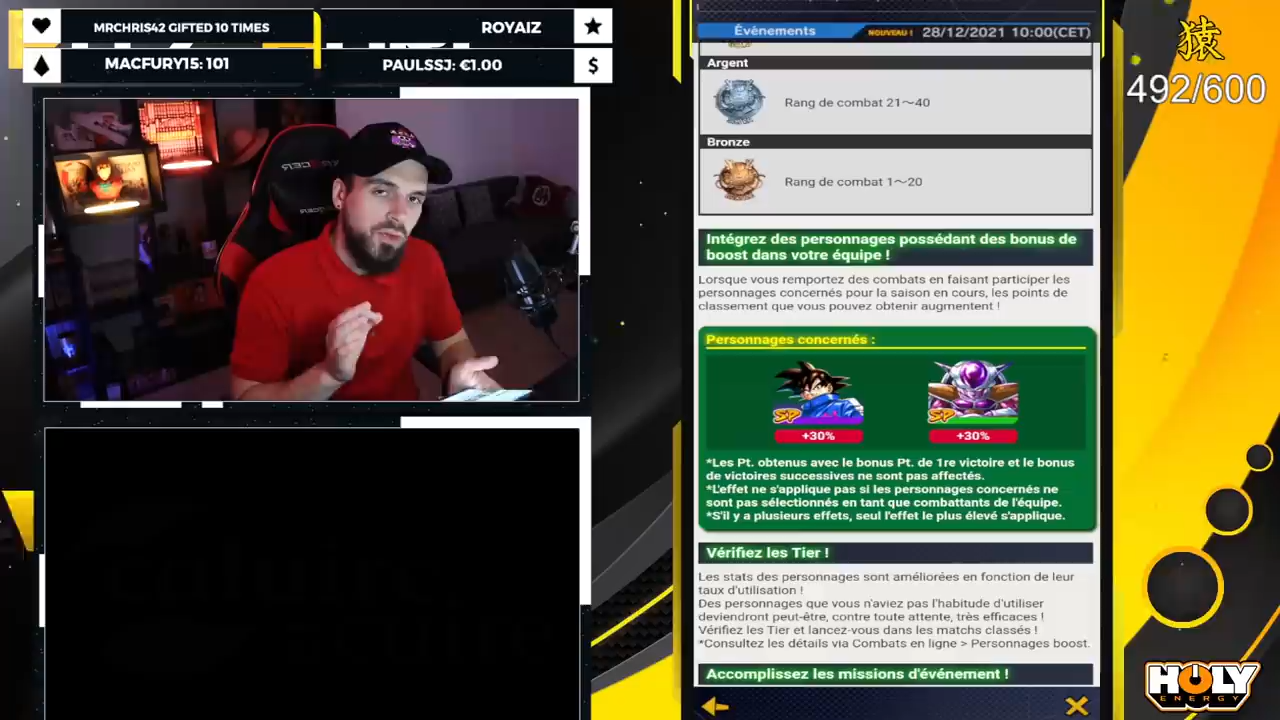 MRCHRIS42 GIFTED 10 TIMES
ROYAIZ
MACFURY15: 101
PAULSSJ: €1.00
$
Évènements
NOUVEAU !
28/12/2021 10:00(CET)
猿
492/600
Argent
Rang de combat 21～40
Bronze
Rang de combat 1～20
Intégrez des personnages possédant des bonus de
boost dans votre équipe !
Lorsque vous remportez des combats en faisant participer les
personnages concernés pour la saison en cours, les points de
classement que vous pouvez obtenir augmentent !
Personnages concernés :
SP
SP
+30%
+30%
*Les Pt. obtenus avec le bonus Pt. de 1re victoire et le bonus
de victoires successives ne sont pas affectés.
*L'effet ne s'applique pas si les personnages concernés ne
sont pas sélectionnés en tant que combattants de l'équipe.
*S'il y a plusieurs effets, seul l'effet le plus élevé s'applique.
Vérifiez les Tier !
Les stats des personnages sont améliorées en fonction de leur
taux d'utilisation !
Des personnages que vous n'aviez pas l'habitude d'utiliser
deviendront peut-être, contre toute attente, très efficaces !
Vérifiez les Tier et lancez-vous dans les matchs classés !
*Consultez les détails via Combats en ligne > Personnages boost.
Accomplissez les missions d'événement !
HOLY
ENERGY